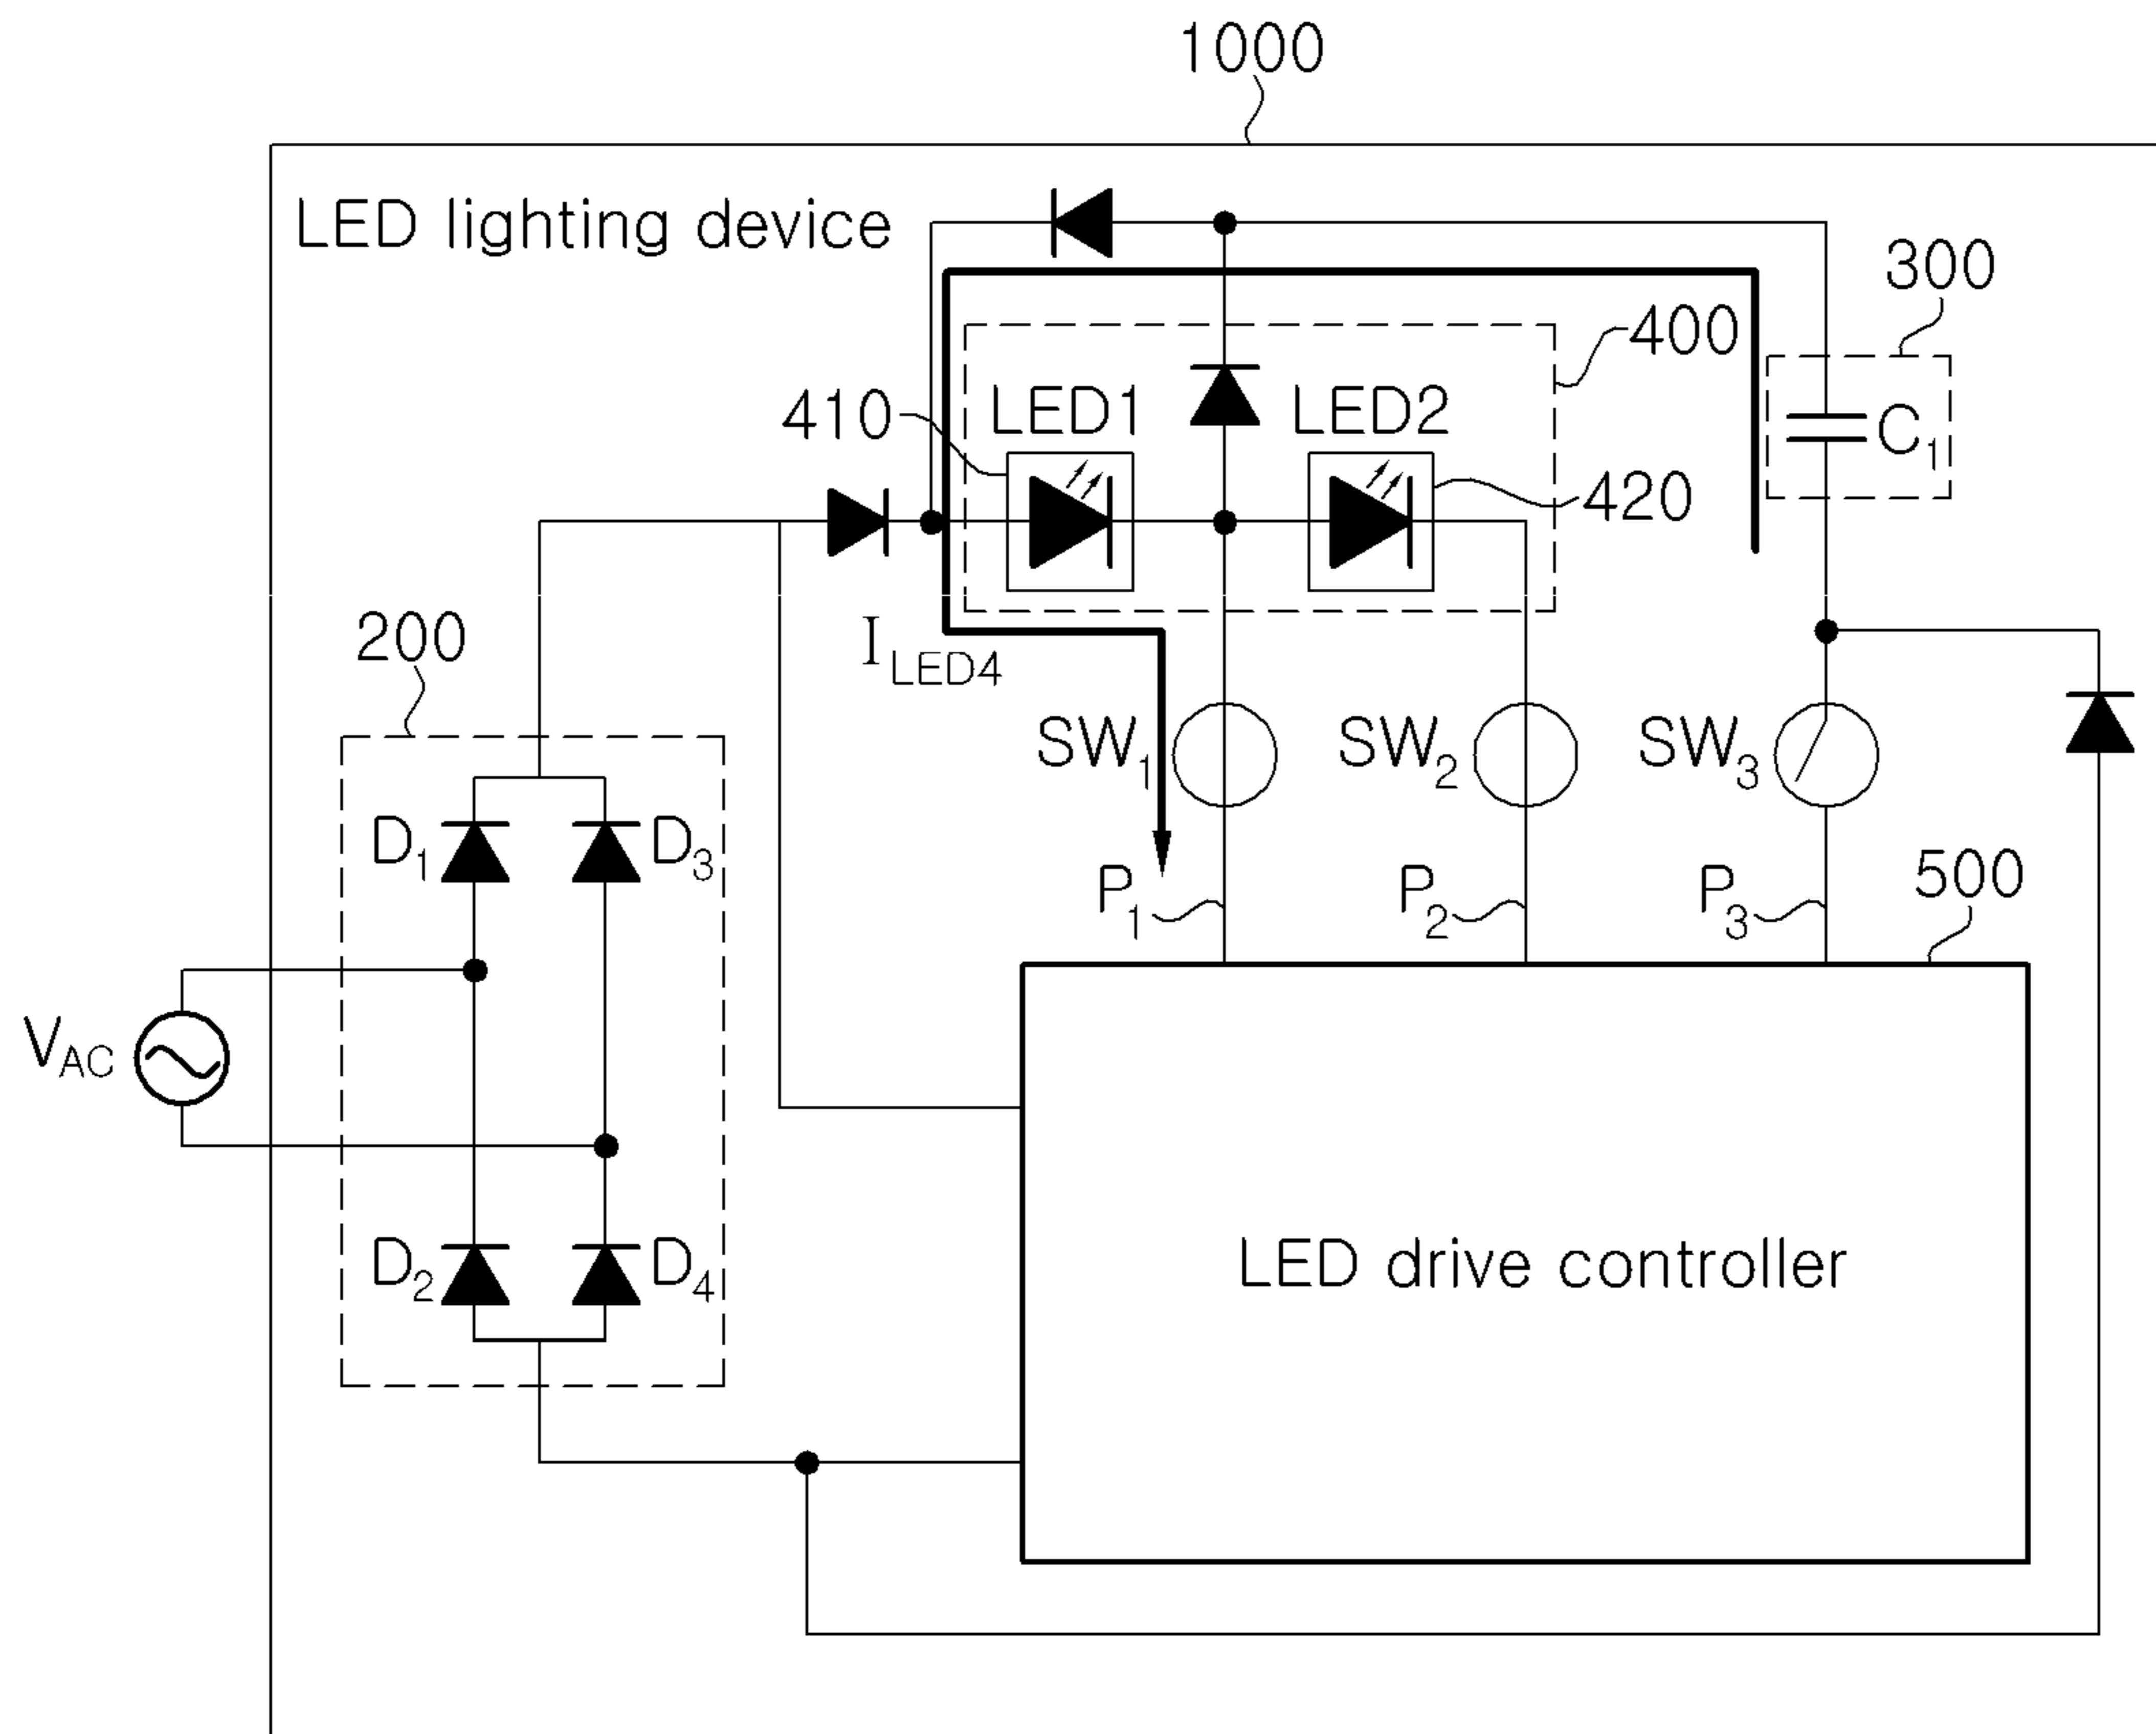 1000
LED lighting device
300
400
410
LED1
LED2
C1
420
200
ILED4
SW1
SW2
SW3
D1
D3
P1
P2
P3
500
VAC
D2
D4
LED drive controller